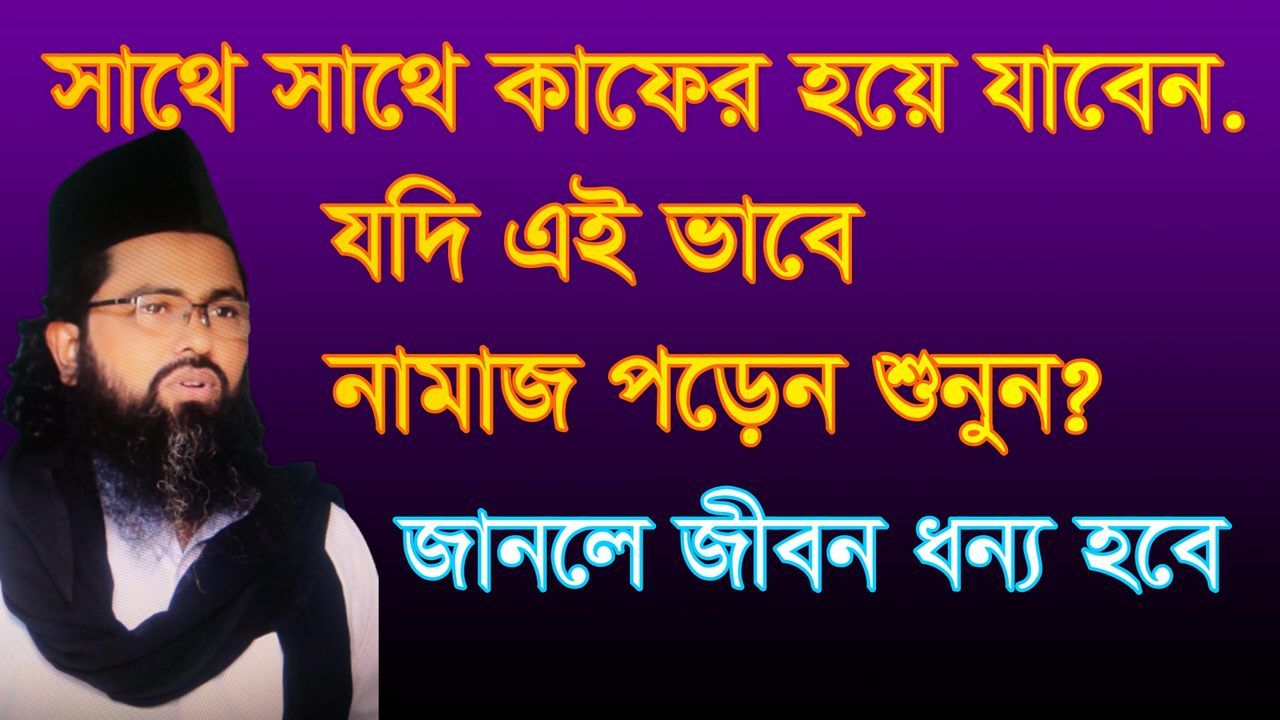 সাথে সাথে কাফের হয়ে যাবেন.
যদি এই ভাবে
নামাজ পড়েন শুনুন?
জানলে জীবন ধন্য হবে